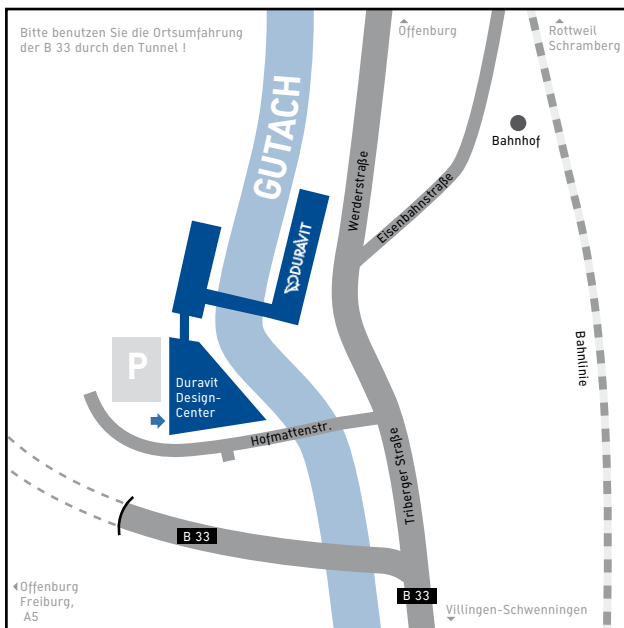 Bitte benutzen Sie die Ortsumfahrung
der B 33 durch den Tunnel !
Offenburg
Rottweil
Schramberg
GUTACH
Bahnhof
Werderstraße
Eisenbahnstraße
DURAVIT
Bahnlinie
P
Duravit
Design-
Center
Hofmattenstr.
Triberger Straße
B 33
B 33
Offenburg
Freiburg,
A5
Villingen-Schwenningen